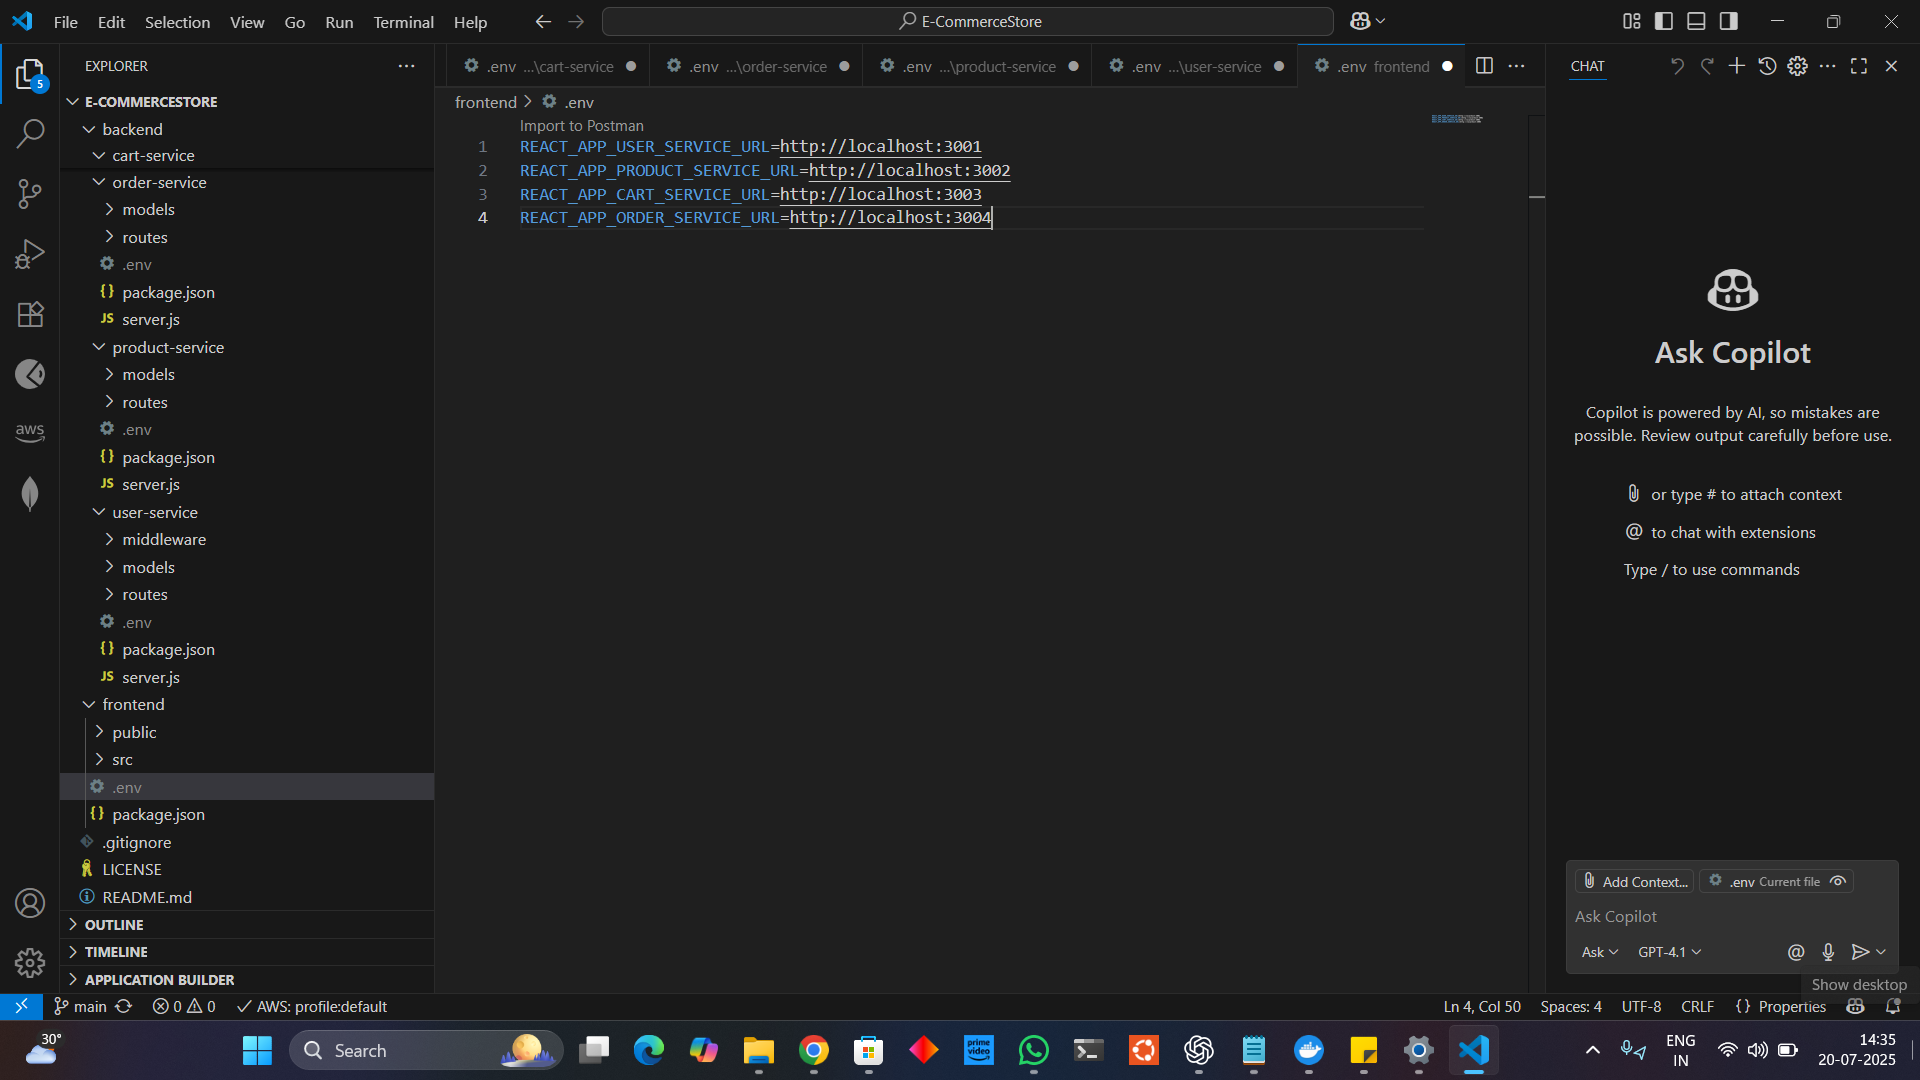 File Edit Selection View Go Run Terminal Help
E-CommerceStore
5
EXPLORER
E-COMMERCESTORE
backend
cart-service
order-service
models
routes
.env
package.json
server.js
product-service
models
routes
.env
package.json
server.js
user-service
middleware
models
routes
.env
package.json
server.js
frontend
public
src
.env
package.json
.gitignore
LICENSE
README.md
OUTLINE
TIMELINE
APPLICATION BUILDER
aws
.env ...\cart-service
.env ...\order-service
.env ...\product-service
.env ...\user-service
.env frontend
frontend > .env
Import to Postman
1 REACT_APP_USER_SERVICE_URL=http://localhost:3001
2 REACT_APP_PRODUCT_SERVICE_URL=http://localhost:3002
3 REACT_APP_CART_SERVICE_URL=http://localhost:3003
4 REACT_APP_ORDER_SERVICE_URL=http://localhost:3004
CHAT
Ask Copilot
Copilot is powered by AI, so mistakes are
possible. Review output carefully before use.
or type # to attach context
@ to chat with extensions
Type / to use commands
Add Context... .env Current file
Ask Copilot
Ask GPT-4.1 @
Show desktop
main 0 0 AWS: profile:default
Ln 4, Col 50 Spaces: 4 UTF-8 CRLF {} Properties
30°
Search
prime video
ENG
IN
14:35
20-07-2025